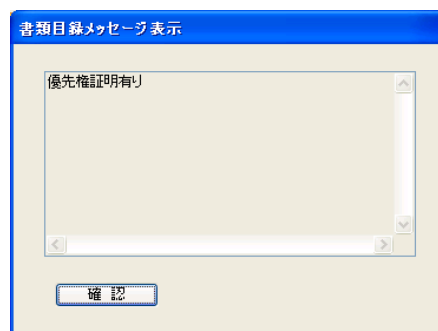 書類目録メッセージ表示
優先権証明有り
確認